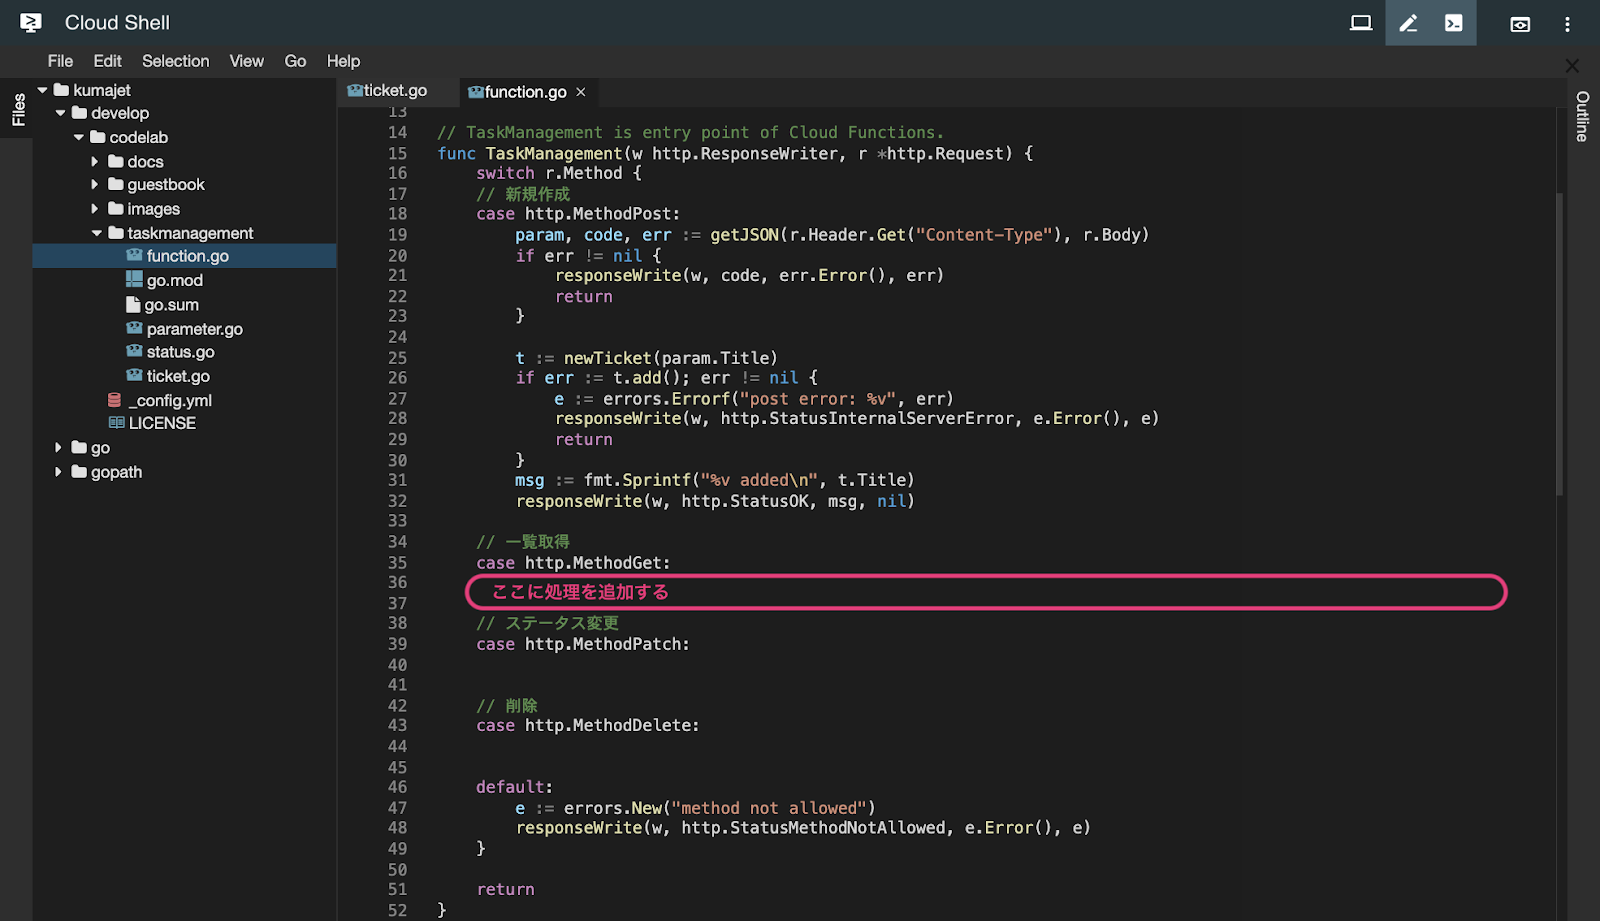 Cloud Shell
File Edit Selection View Go Help
Files
kumajet
develop
codelab
docs
guestbook
images
taskmanagement
function.go
go.mod
go.sum
parameter.go
status.go
ticket.go
_config.yml
LICENSE
go
gopath
ticket.go function.go ×
13
14 // TaskManagement is entry point of Cloud Functions.
15 func TaskManagement(w http.ResponseWriter, r *http.Request) {
16 switch r.Method {
17 // 新規作成
18 case http.MethodPost:
19 param, code, err := getJSON(r.Header.Get("Content-Type"), r.Body)
20 if err != nil {
21 responseWrite(w, code, err.Error(), err)
22 return
23 }
24
25 t := newTicket(param.Title)
26 if err := t.add(); err != nil {
27 e := errors.Errorf("post error: %v", err)
28 responseWrite(w, http.StatusInternalServerError, e.Error(), e)
29 return
30 }
31 msg := fmt.Sprintf("%v added\n", t.Title)
32 responseWrite(w, http.StatusOK, msg, nil)
33
34 // 一覧取得
35 case http.MethodGet:
36
ここに処理を追加する
37
38 // ステータス変更
39 case http.MethodPatch:
40
41
42 // 削除
43 case http.MethodDelete:
44
45
46 default:
47 e := errors.New("method not allowed")
48 responseWrite(w, http.StatusMethodNotAllowed, e.Error(), e)
49 }
50
51 return
52 }
Outline